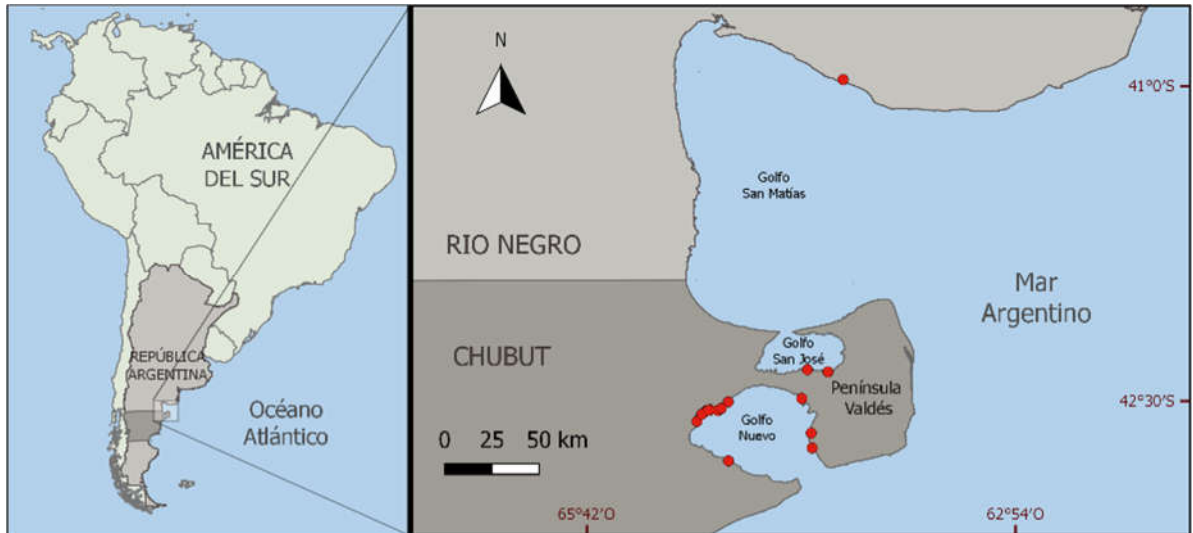 AMÉRICA
DEL SUR
REPÚBLICA
ARGENTINA
Océano
Atlántico
N
41°0'S
Golfo
San Matías
RIO NEGRO
Mar
Argentino
CHUBUT
Golfo
San José
Península
Valdés
42°30'S
Golfo
Nuevo
0 25 50 km
65°42'O
62°54'O